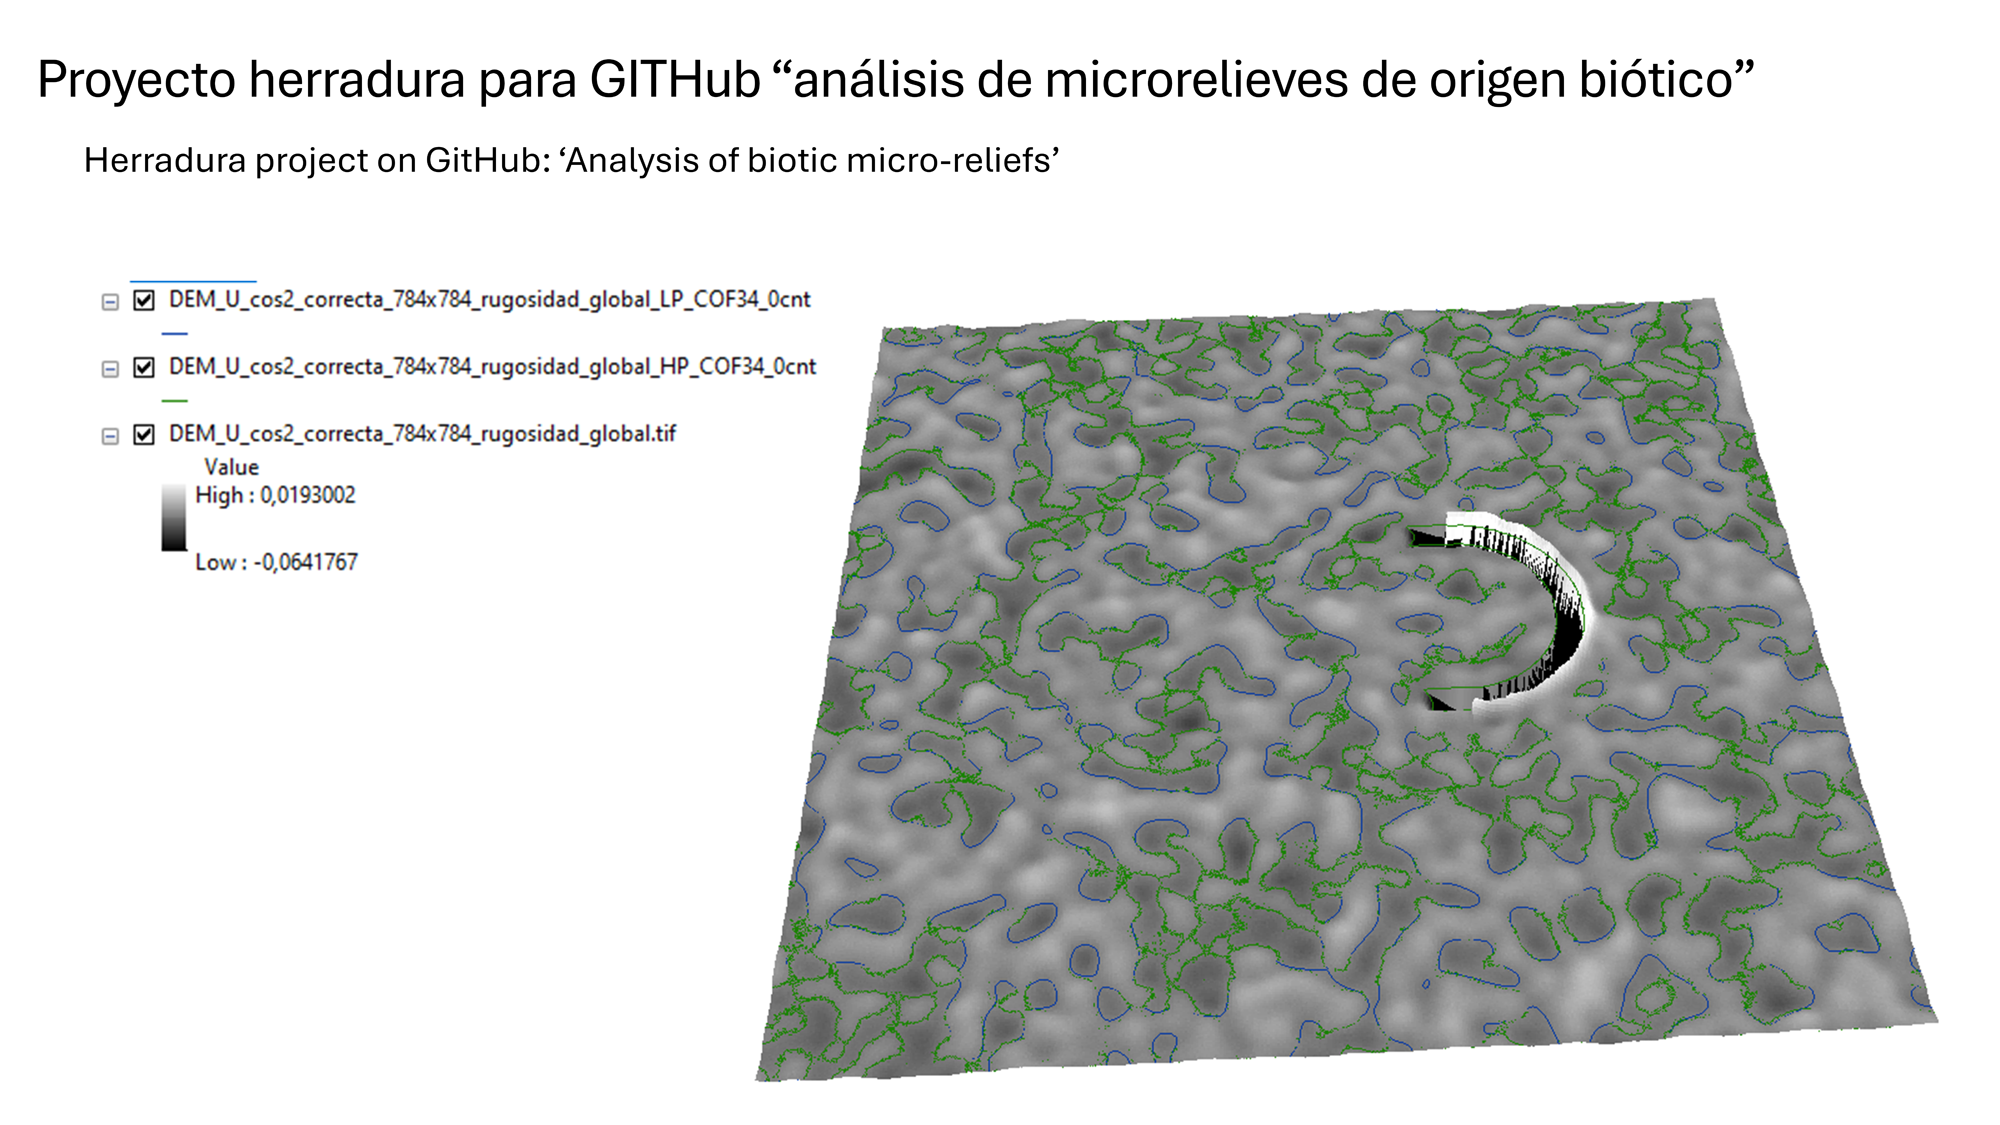 Proyecto herradura para GITHub “análisis de microrelieves de origen biótico”
Herradura project on GitHub: ‘Analysis of biotic micro-reliefs’
DEM_U_cos2_correcta_784x784_rugosidad_global_LP_COF34_0cnt
DEM_U_cos2_correcta_784x784_rugosidad_global_HP_COF34_0cnt
DEM_U_cos2_correcta_784x784_rugosidad_global.tif
Value
High : 0,0193002
Low : -0,0641767